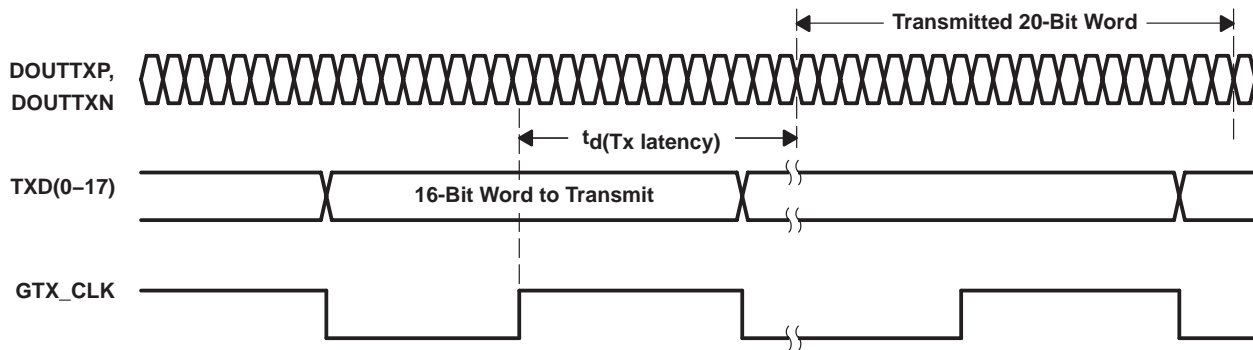 Transmitted 20-Bit Word
DOUTTXP,
DOUTTXN
td(Tx latency)
TXD(0–17)
16-Bit Word to Transmit
GTX_CLK